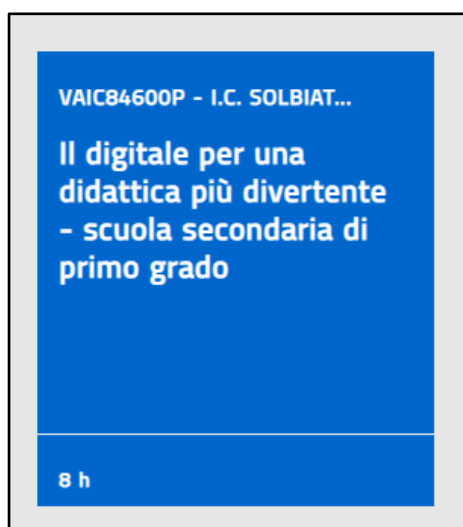 VAIC84600P - I.C. SOLBIAT...
Il digitale per una
didattica più divertente
- scuola secondaria di
primo grado
8 h